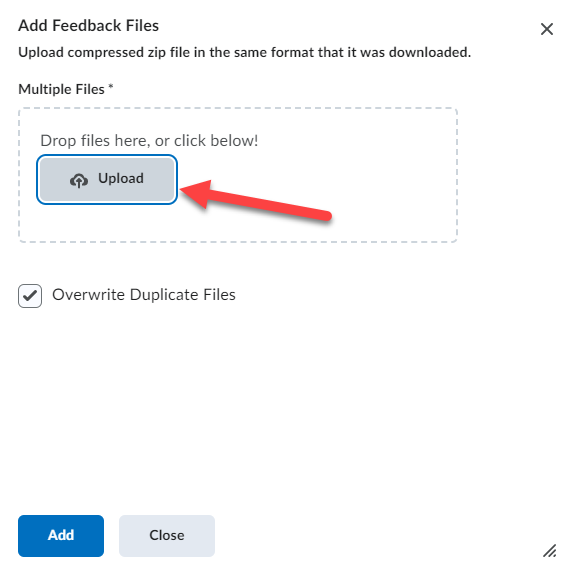 Add Feedback Files
Upload compressed zip file in the same format that it was downloaded.
Multiple Files *
Drop files here, or click below!
Upload
Overwrite Duplicate Files
Add
Close